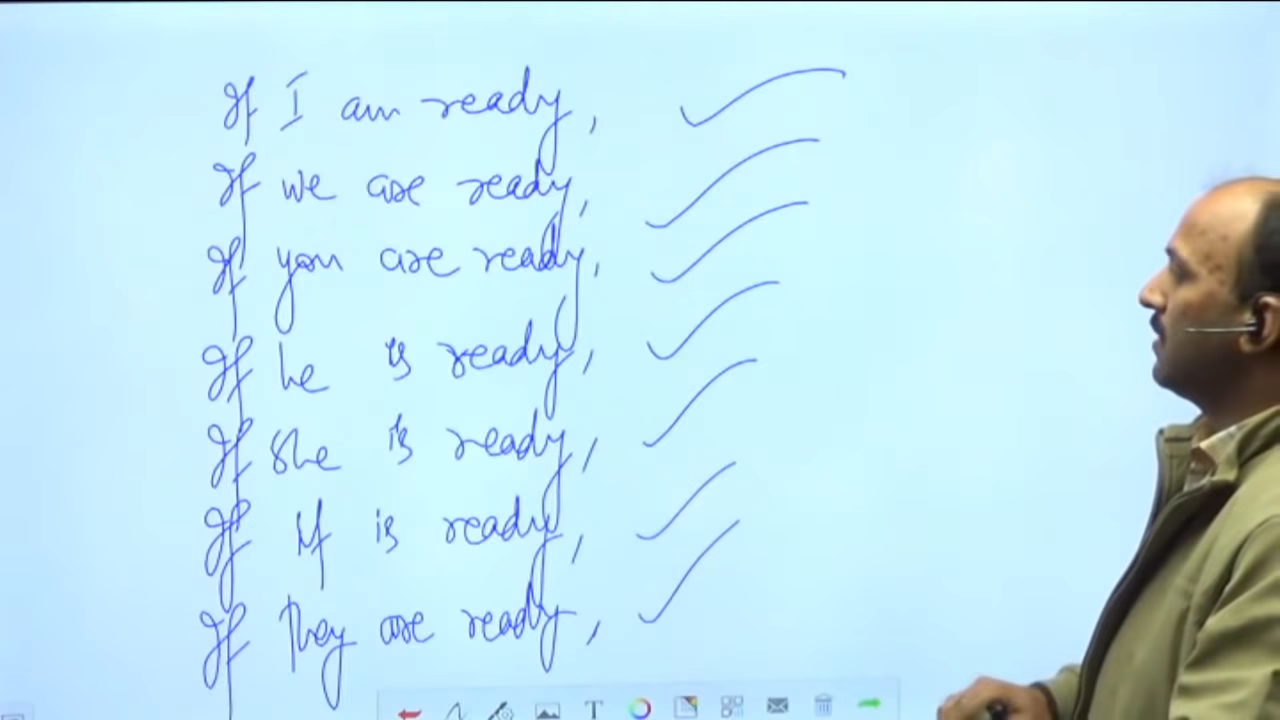 If I am ready,
If we are ready,
If you are ready,
If he is ready,
If She is ready,
If it is ready,
If They are ready,
T